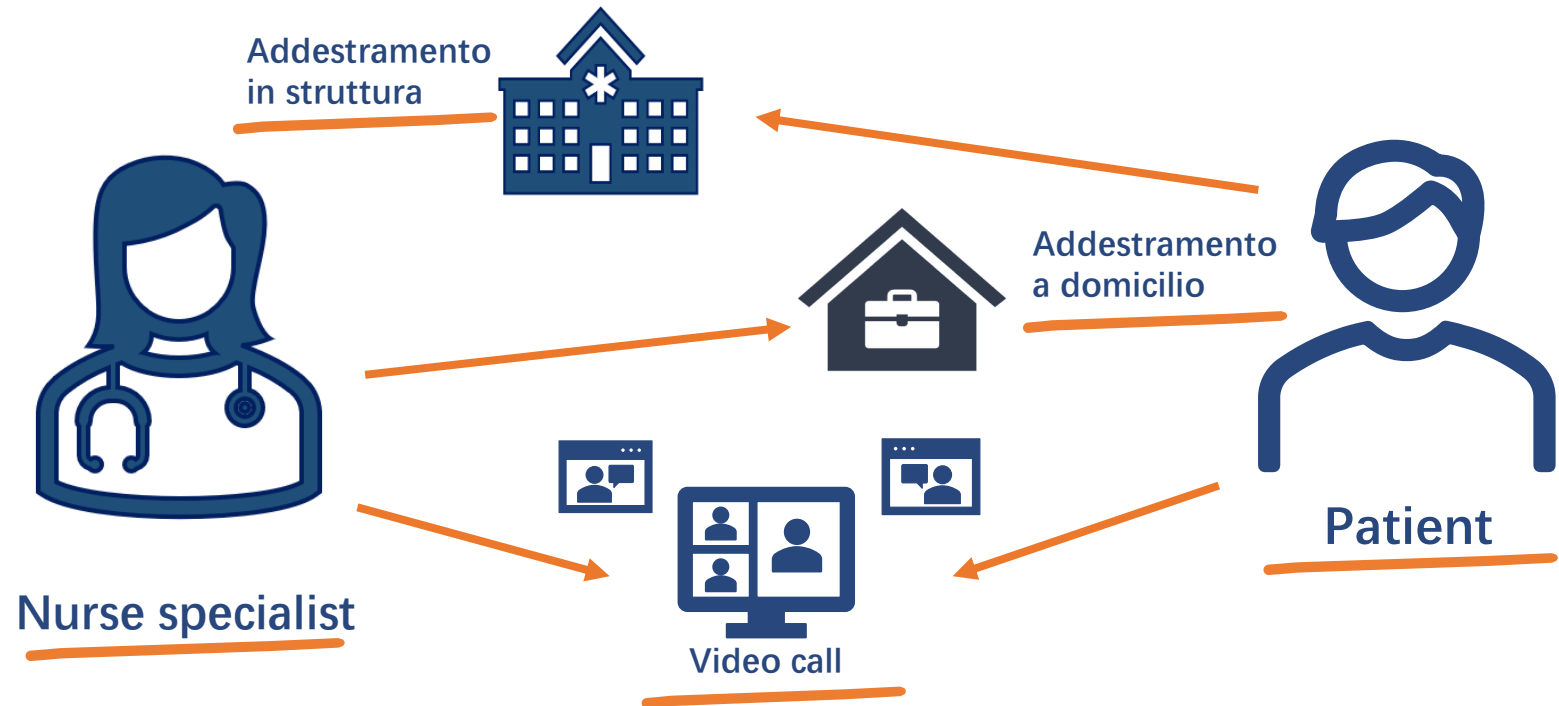 Addestramento
in struttura
Addestramento
a domicilio
Patient
Nurse specialist
Video call